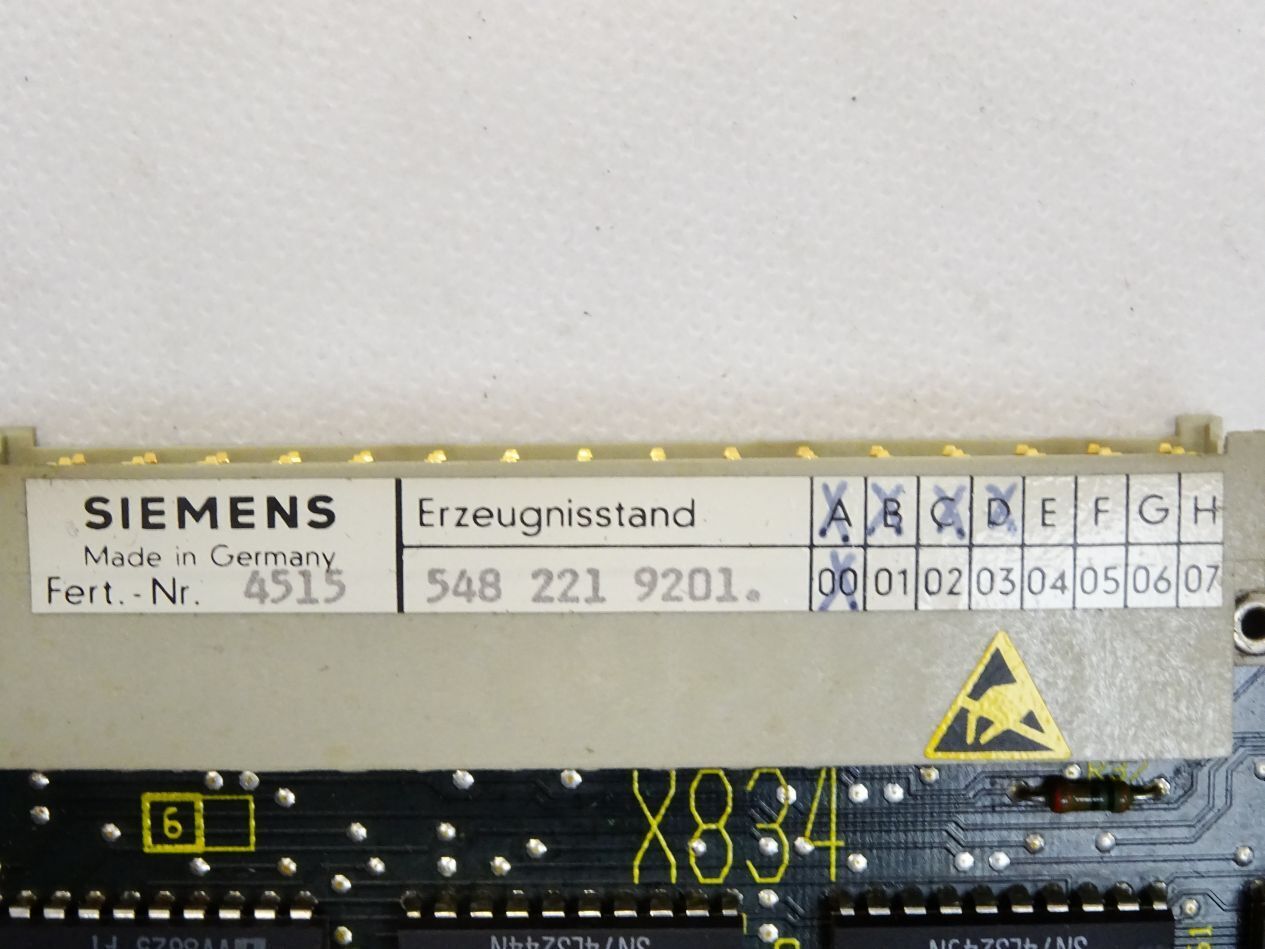 SIEMENS
Made in Germany
Fert.-Nr. 4515
Erzeugnisstand A B C D E F G H
548 221 9201. 00 01 02 03 04 05 06 07
6
X834
SN74LS244N